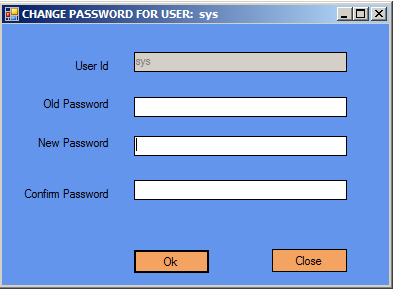 CHANGE PASSWORD FOR USER: sys
User Id sys
Old Password
New Password
Confirm Password
Ok Close